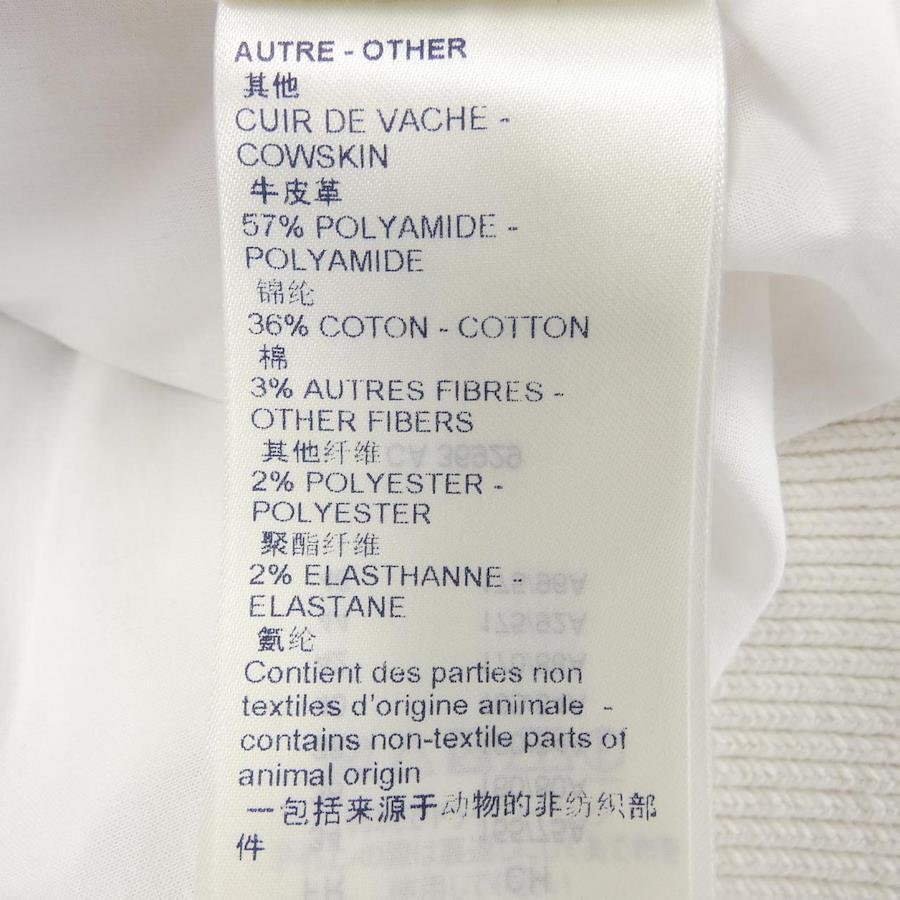 AUTRE - OTHER
其他
CUIR DE VACHE -
COWSKIN
牛皮革
57% POLYAMIDE -
POLYAMIDE
锦纶
36% COTON - COTTON
棉
3% AUTRES FIBRES -
OTHER FIBERS
其他纤维
CA 36929
2% POLYESTER -
POLYESTER
聚酯纤维
2% ELASTHANNE -
ELASTANE
氨纶
Contient des parties non
textiles d'origine animale -
contains non-textile parts of
animal origin
一包括来源于动物的非纺织部
件